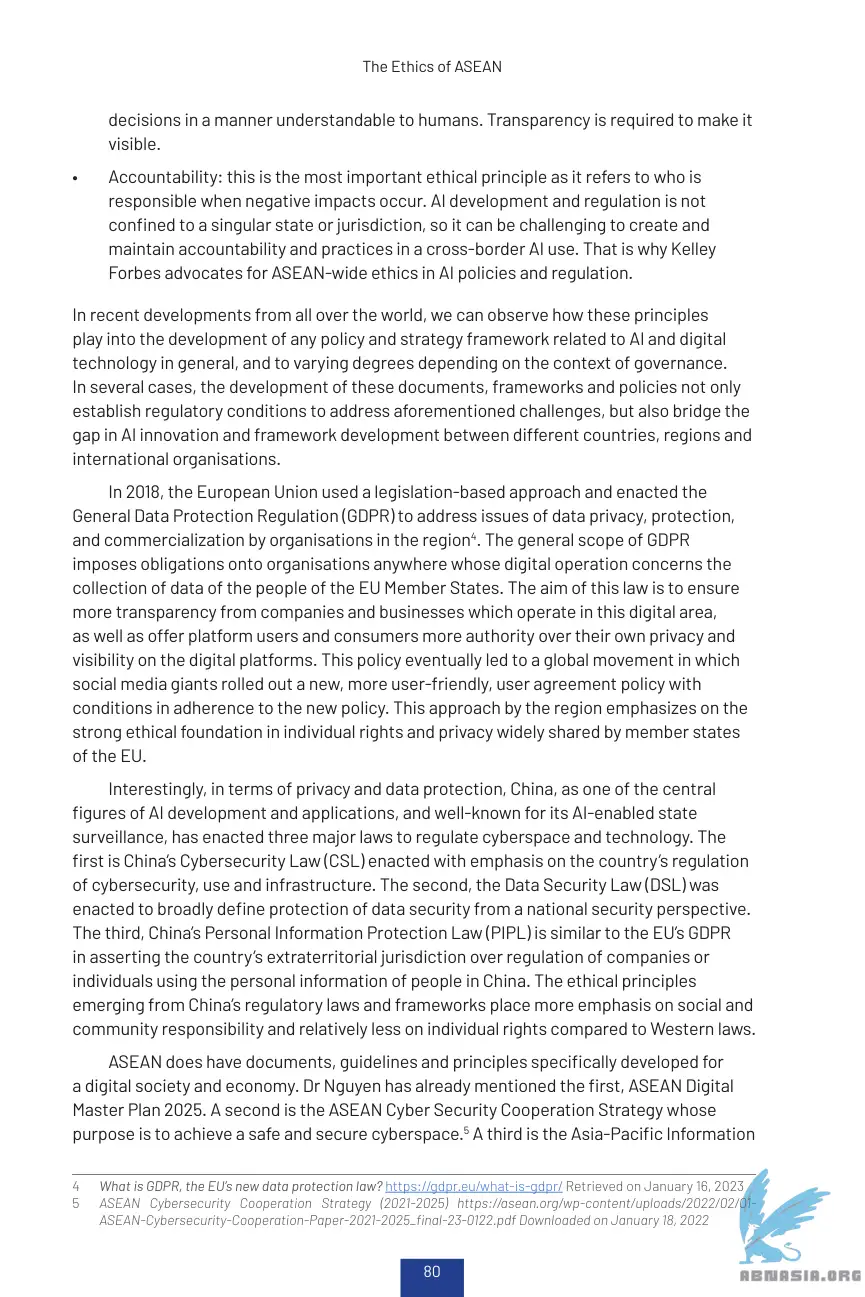 The Ethics of ASEAN
decisions in a manner understandable to humans. Transparency is required to make it
visible.
• Accountability: this is the most important ethical principle as it refers to who is
responsible when negative impacts occur. AI development and regulation is not
confined to a singular state or jurisdiction, so it can be challenging to create and
maintain accountability and practices in a cross-border AI use. That is why Kelley
Forbes advocates for ASEAN-wide ethics in AI policies and regulation.
In recent developments from all over the world, we can observe how these principles
play into the development of any policy and strategy framework related to AI and digital
technology in general, and to varying degrees depending on the context of governance.
In several cases, the development of these documents, frameworks and policies not only
establish regulatory conditions to address aforementioned challenges, but also bridge the
gap in AI innovation and framework development between different countries, regions and
international organisations.
In 2018, the European Union used a legislation-based approach and enacted the
General Data Protection Regulation (GDPR) to address issues of data privacy, protection,
and commercialization by organisations in the region⁴. The general scope of GDPR
imposes obligations onto organisations anywhere whose digital operation concerns the
collection of data of the people of the EU Member States. The aim of this law is to ensure
more transparency from companies and businesses which operate in this digital area,
as well as offer platform users and consumers more authority over their own privacy and
visibility on the digital platforms. This policy eventually led to a global movement in which
social media giants rolled out a new, more user-friendly, user agreement policy with
conditions in adherence to the new policy. This approach by the region emphasizes on the
strong ethical foundation in individual rights and privacy widely shared by member states
of the EU.
Interestingly, in terms of privacy and data protection, China, as one of the central
figures of AI development and applications, and well-known for its AI-enabled state
surveillance, has enacted three major laws to regulate cyberspace and technology. The
first is China's Cybersecurity Law (CSL) enacted with emphasis on the country's regulation
of cybersecurity, use and infrastructure. The second, the Data Security Law (DSL) was
enacted to broadly define protection of data security from a national security perspective.
The third, China's Personal Information Protection Law (PIPL) is similar to the EU's GDPR
in asserting the country's extraterritorial jurisdiction over regulation of companies or
individuals using the personal information of people in China. The ethical principles
emerging from China's regulatory laws and frameworks place more emphasis on social and
community responsibility and relatively less on individual rights compared to Western laws.
ASEAN does have documents, guidelines and principles specifically developed for
a digital society and economy. Dr Nguyen has already mentioned the first, ASEAN Digital
Master Plan 2025. A second is the ASEAN Cyber Security Cooperation Strategy whose
purpose is to achieve a safe and secure cyberspace.⁵ A third is the Asia-Pacific Information
4 What is GDPR, the EU's new data protection law? https://gdpr.eu/what-is-gdpr/ Retrieved on January 16, 2023
5 ASEAN Cybersecurity Cooperation Strategy (2021-2025) https://asean.org/wp-content/uploads/2022/02/01-
ASEAN-Cybersecurity-Cooperation-Paper-2021-2025_final-23-0122.pdf Downloaded on January 18, 2022
80
ABNASIA.ORG